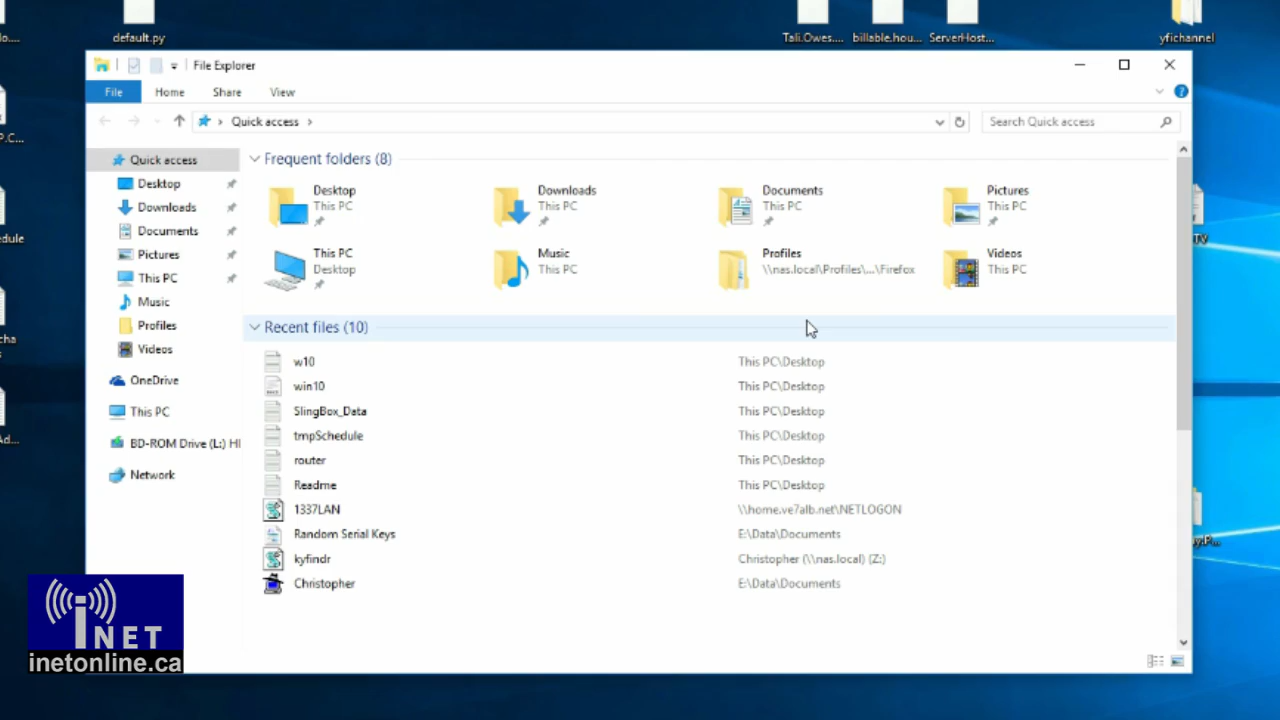 default.py
Tali.Owes....
billable.hou...
ServerHost...
yfichannel
File Explorer
File
Home
Share
View
Quick access
Search Quick access
Quick access
Desktop
Downloads
Documents
Pictures
This PC
Music
Profiles
Videos
OneDrive
This PC
BD-ROM Drive (L:) HI
Network
Frequent folders (8)
Desktop
This PC
Downloads
This PC
Documents
This PC
Pictures
This PC
This PC
Desktop
Music
This PC
Profiles
\\nas.local\Profiles\...\Firefox
Videos
This PC
Recent files (10)
w10 This PC\Desktop
win10 This PC\Desktop
SlingBox_Data This PC\Desktop
tmpSchedule This PC\Desktop
router This PC\Desktop
Readme This PC\Desktop
1337LAN \\home.ve7alb.net\NETLOGON
Random Serial Keys E:\Data\Documents
kyfindr Christopher (\\nas.local) (Z:)
Christopher E:\Data\Documents
iNET
inetonline.ca